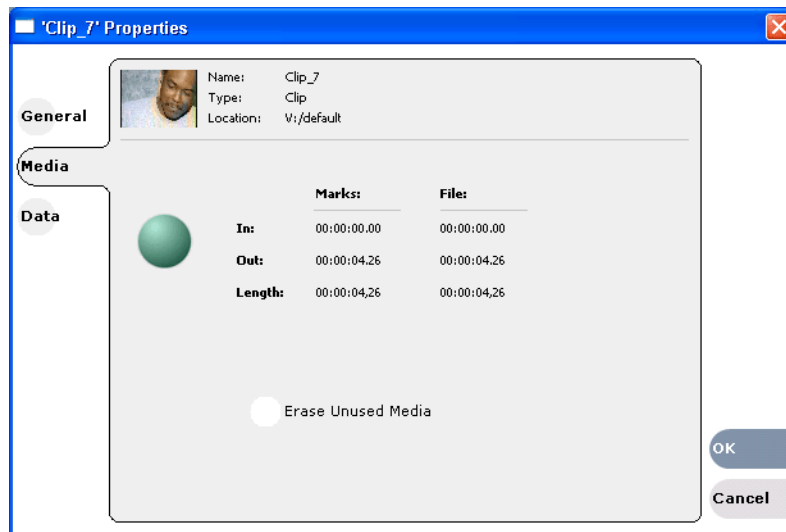 'Clip_7' Properties
General
Media
Data
Name: Clip_7
Type: Clip
Location: V:/default
Marks: File:
In: 00:00:00.00 00:00:00.00
Out: 00:00:04.26 00:00:04.26
Length: 00:00:04,26 00:00:04,26
Erase Unused Media
OK
Cancel